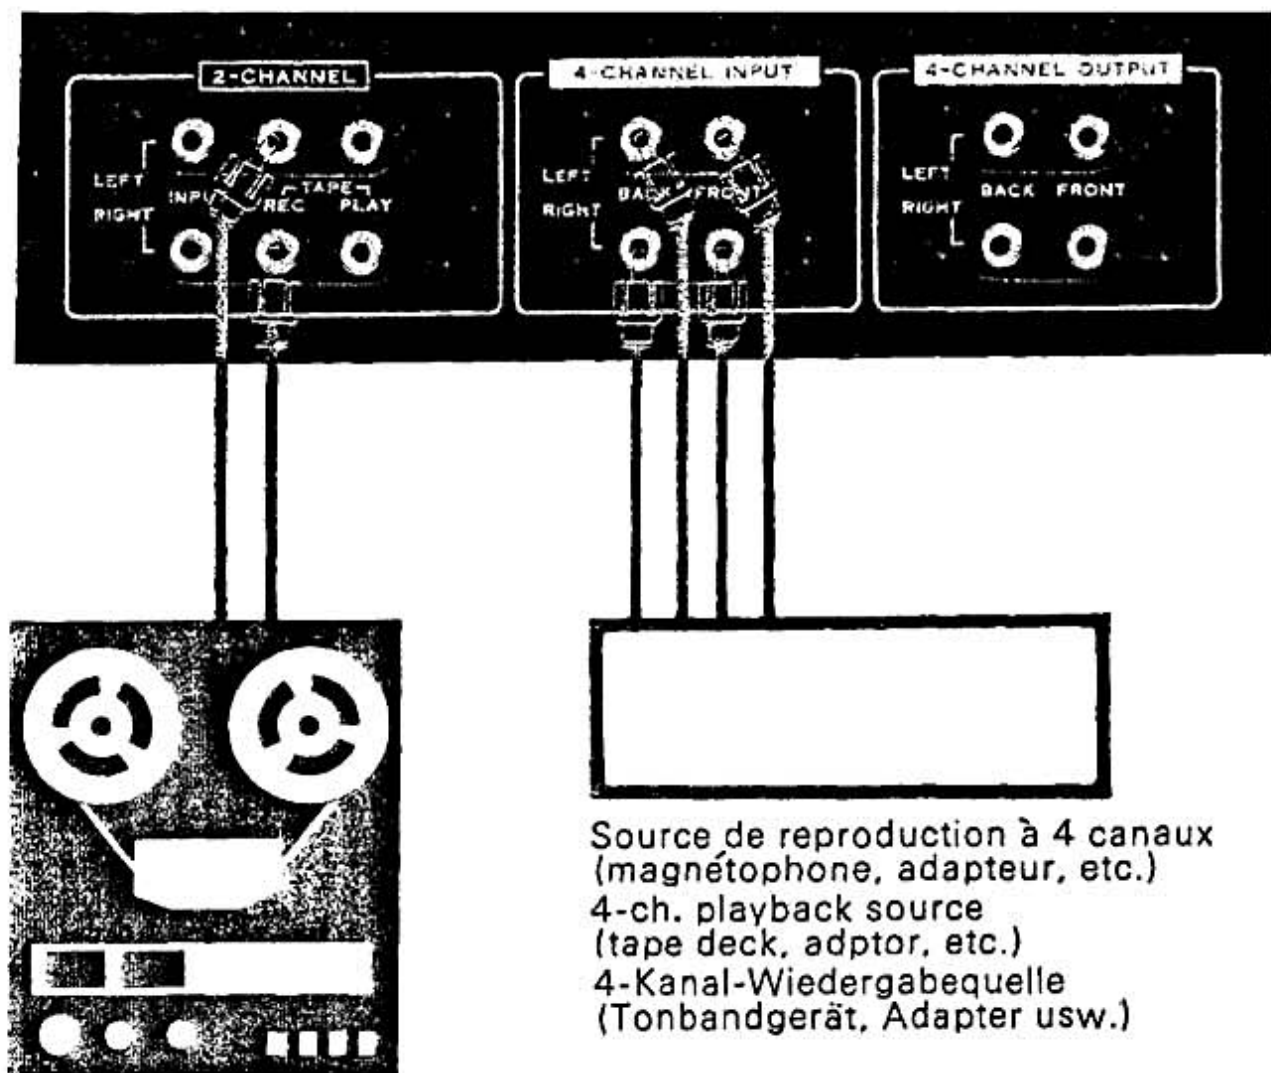 2-CHANNEL
LEFT
RIGHT
INPU
TAPE
REC
PLAY
4-CHANNEL INPUT
LEFT
RIGHT
BACK
FRONT
4-CHANNEL OUTPUT
LEFT
RIGHT
BACK
FRONT
Source de reproduction à 4 canaux
(magnétophone, adapteur, etc.)
4-ch. playback source
(tape deck, adptor, etc.)
4-Kanal-Wiedergabequelle
(Tonbandgerät, Adapter usw.)